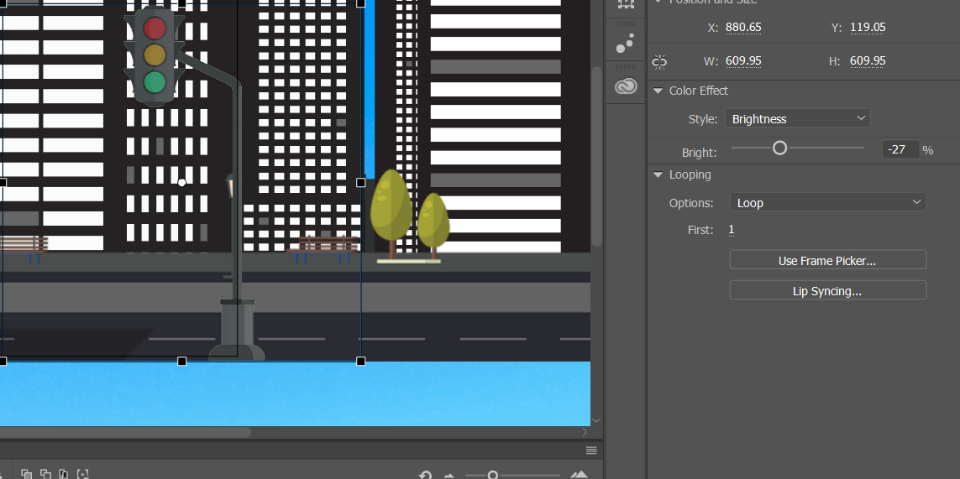 Position and Size
X: 880.65 Y: 119.05
W: 609.95 H: 609.95
Color Effect
Style: Brightness
Bright: -27 %
Looping
Options: Loop
First: 1
Use Frame Picker...
Lip Syncing...